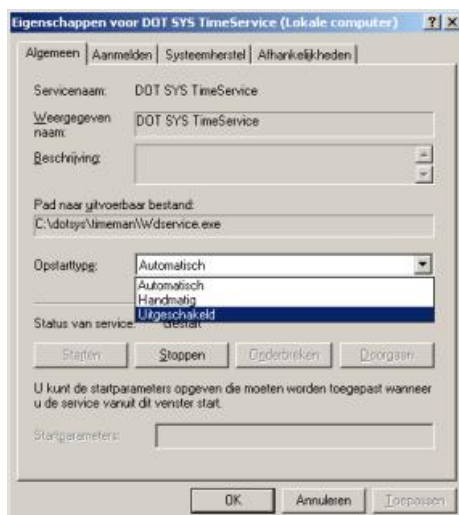 Eigenschappen voor DOT SYS TimeService (Lokale computer)
Algemeen Aanmelden Systeemherstel Afhankelijkheden
Servicenaam: DOT SYS TimeService
Weergegeven naam: DOT SYS TimeService
Beschrijving:
Pad naar uitvoerbaar bestand:
C:\dotsys\timeman\Wdservice.exe
Opstarttype: Automatisch
Automatisch
Handmatig
Uitgeschakeld
Status van service: Gestart
Starten Stoppen Onderbreken Doorgaan
U kunt de startparameters opgeven die moeten worden toegepast wanneer
u de service vanuit dit venster start.
Startparameters:
OK Annuleren Toepassen